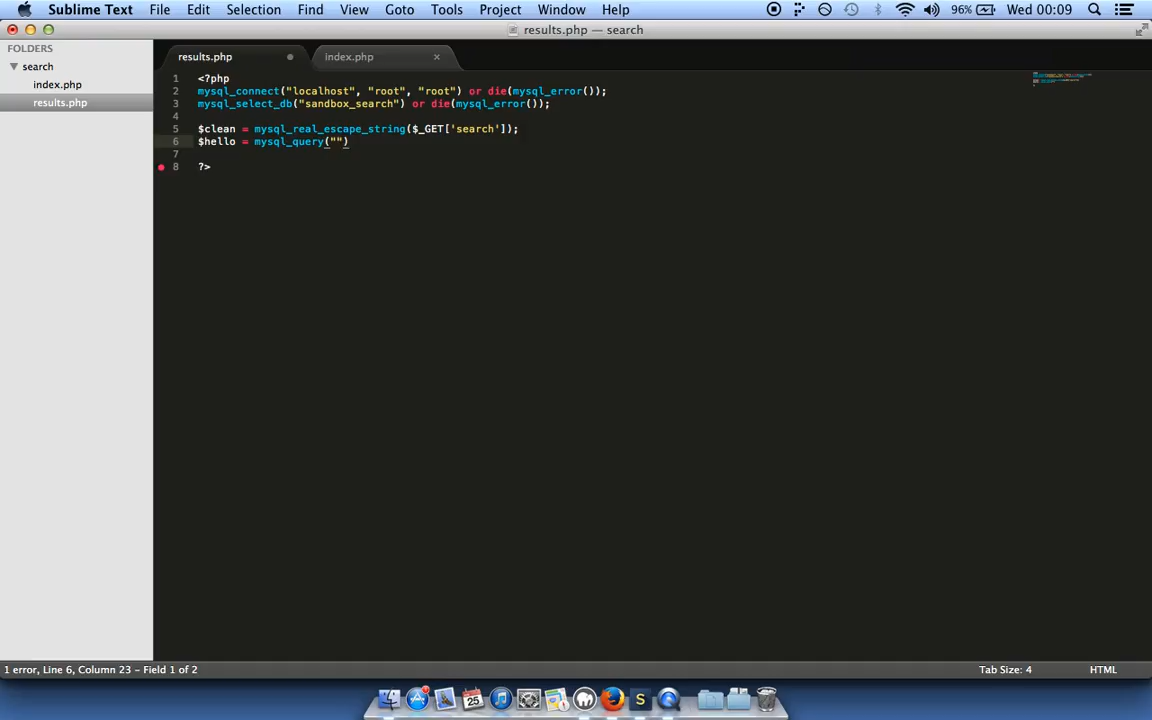 Sublime Text File Edit Selection Find View Goto Tools Project Window Help 96% Wed 00:09
results.php — search
FOLDERS
search
index.php
results.php
results.php index.php
1 <?php
2 mysql_connect("localhost", "root", "root") or die(mysql_error());
3 mysql_select_db("sandbox_search") or die(mysql_error());
4
5 $clean = mysql_real_escape_string($_GET['search']);
6 $hello = mysql_query("")
7
8 ?>
1 error, Line 6, Column 23 – Field 1 of 2 Tab Size: 4 HTML
25
S